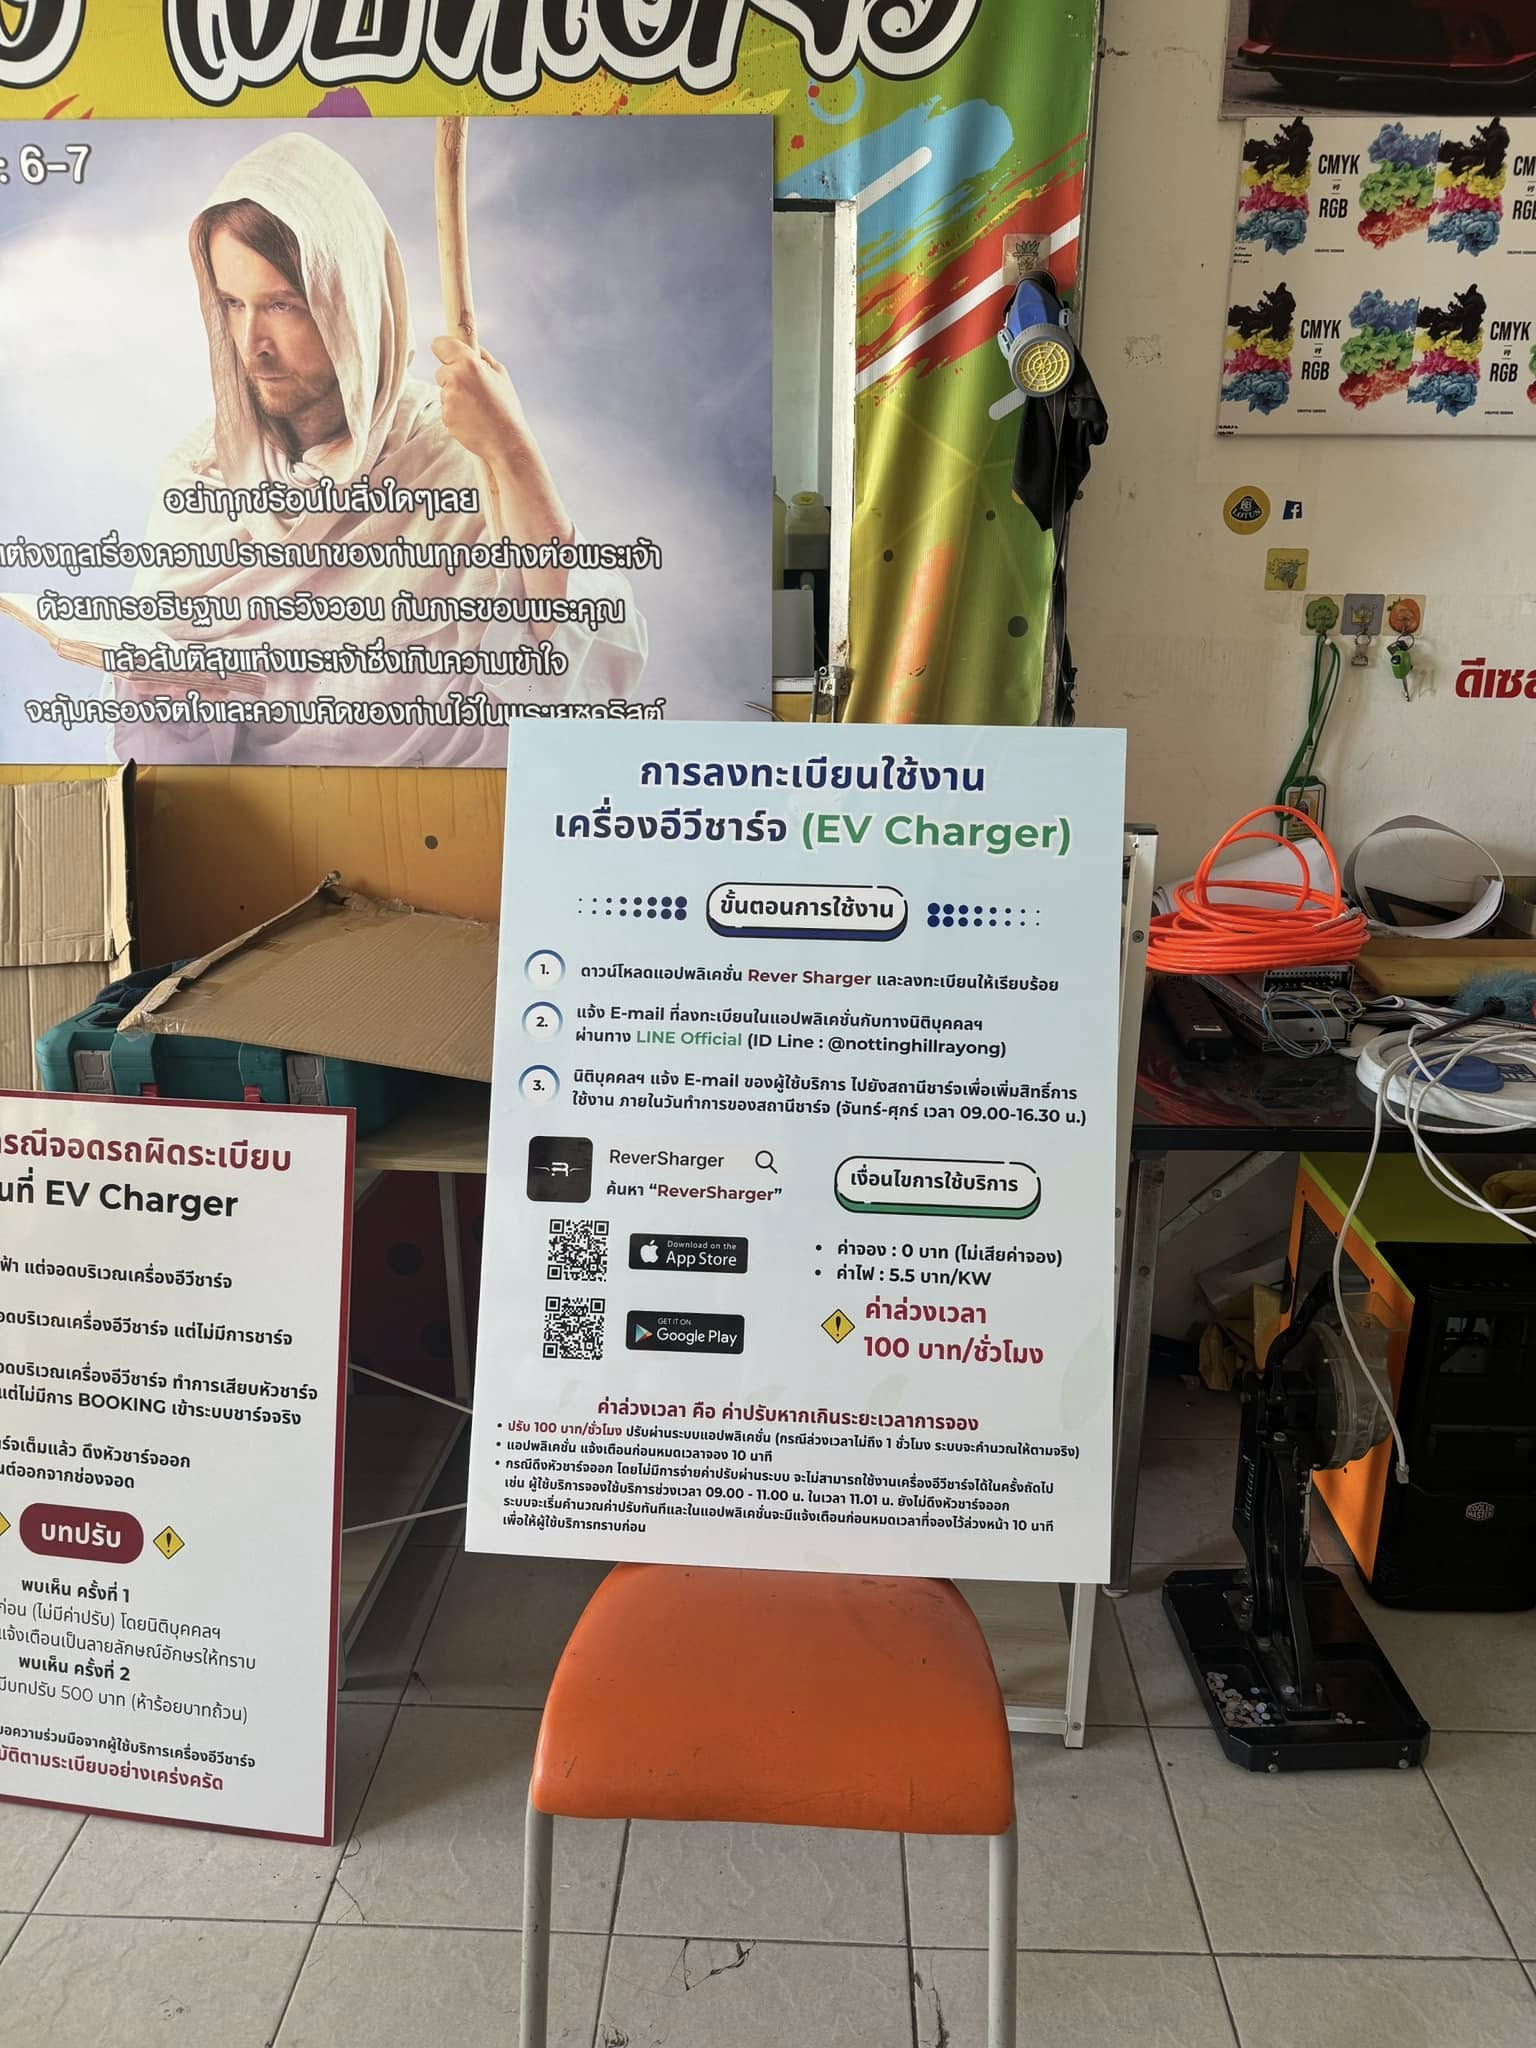 : 6-7
อย่าทุกข์ร้อนในสิ่งใดๆเลย
แต่จงทูลเรื่องความปรารถนาของท่านทุกอย่างต่อพระเจ้า
ด้วยการอธิษฐาน การวิงวอน กับการขอบพระคุณ
แล้วสันติสุขแห่งพระเจ้าซึ่งเกินความเข้าใจ
จะคุ้มครองจิตใจและความคิดของท่านไว้ในพระเยซูคริสต์
CMYK
vs
RGB
CREATIVE DESIGN
CMYK
vs
RGB
CREATIVE DESIGN
LOTUS
f
ดีเซล
การลงทะเบียนใช้งาน
เครื่องอีวีชาร์จ (EV Charger)
ขั้นตอนการใช้งาน
1. ดาวน์โหลดแอปพลิเคชั่น Rever Sharger และลงทะเบียนให้เรียบร้อย
2. แจ้ง E-mail ที่ลงทะเบียนในแอปพลิเคชั่นกับทางนิติบุคคลฯ
ผ่านทาง LINE Official (ID Line : @nottinghillrayong)
3. นิติบุคคลฯ แจ้ง E-mail ของผู้ใช้บริการ ไปยังสถานีชาร์จเพื่อเพิ่มสิทธิ์การ
ใช้งาน ภายในวันทำการของสถานีชาร์จ (จันทร์-ศุกร์ เวลา 09.00-16.30 น.)
ReverSharger
ค้นหา “ReverSharger”
Download on the
App Store
GET IT ON
Google Play
เงื่อนไขการใช้บริการ
• ค่าจอง : 0 บาท (ไม่เสียค่าจอง)
• ค่าไฟ : 5.5 บาท/KW
ค่าล่วงเวลา
100 บาท/ชั่วโมง
ค่าล่วงเวลา คือ ค่าปรับหากเกินระยะเวลาการจอง
• ปรับ 100 บาท/ชั่วโมง ปรับผ่านระบบแอปพลิเคชั่น (กรณีล่วงเวลาไม่ถึง 1 ชั่วโมง ระบบจะคำนวณให้ตามจริง)
• แอปพลิเคชั่น แจ้งเตือนก่อนหมดเวลาจอง 10 นาที
• กรณีดึงหัวชาร์จออก โดยไม่มีการจ่ายค่าปรับผ่านระบบ จะไม่สามารถใช้งานเครื่องอีวีชาร์จได้ในครั้งถัดไป
เช่น ผู้ใช้บริการจองใช้บริการช่วงเวลา 09.00 - 11.00 น. ในเวลา 11.01 น. ยังไม่ดึงหัวชาร์จออก
ระบบจะเริ่มคำนวณค่าปรับทันทีและในแอปพลิเคชั่นจะมีแจ้งเตือนก่อนหมดเวลาที่จองไว้ล่วงหน้า 10 นาที
เพื่อให้ผู้ใช้บริการทราบก่อน
กรณีจอดรถผิดระเบียบ
EV Charger
แต่จอดบริเวณเครื่องอีวีชาร์จ
จอดบริเวณเครื่องอีวีชาร์จ แต่ไม่มีการชาร์จ
จอดบริเวณเครื่องอีวีชาร์จ ทำการเสียบหัวชาร์จ
แต่ไม่มีการ BOOKING เข้าระบบชาร์จจริง
ชาร์จเต็มแล้ว ดึงหัวชาร์จออก
ออกจากช่องจอด
บทปรับ
พบเห็น ครั้งที่ 1
ก่อน (ไม่มีค่าปรับ) โดยนิติบุคคลฯ
แจ้งเตือนเป็นลายลักษณ์อักษรให้ทราบ
พบเห็น ครั้งที่ 2
มีบทปรับ 500 บาท (ห้าร้อยบาทถ้วน)
ขอความร่วมมือจากผู้ใช้บริการเครื่องอีวีชาร์จ
ปฏิบัติตามระเบียบอย่างเคร่งครัด
COOLER
MASTER